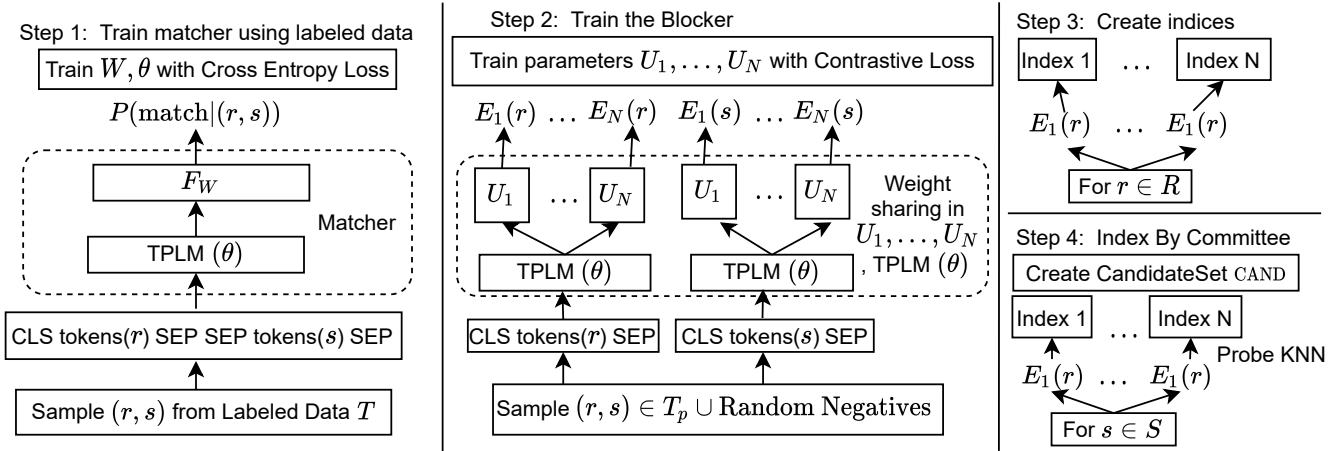 Step 1: Train matcher using labeled data
Train W, θ with Cross Entropy Loss
P(match|(r, s))
F_W
TPLM (θ)
Matcher
CLS tokens(r) SEP SEP tokens(s) SEP
Sample (r, s) from Labeled Data T
Step 2: Train the Blocker
Train parameters U_1, . . . , U_N with Contrastive Loss
E_1(r) ... E_N(r) E_1(s) ... E_N(s)
U_1 ... U_N U_1 ... U_N
Weight
sharing in
U_1, . . . , U_N
, TPLM (θ)
TPLM (θ) TPLM (θ)
CLS tokens(r) SEP CLS tokens(s) SEP
Sample (r, s) ∈ T_p ∪ Random Negatives
Step 3: Create indices
Index 1 ... Index N
E_1(r) ... E_1(r)
For r ∈ R
Step 4: Index By Committee
Create CandidateSet CAND
Index 1 ... Index N
Probe KNN
E_1(r) ... E_1(r)
For s ∈ S